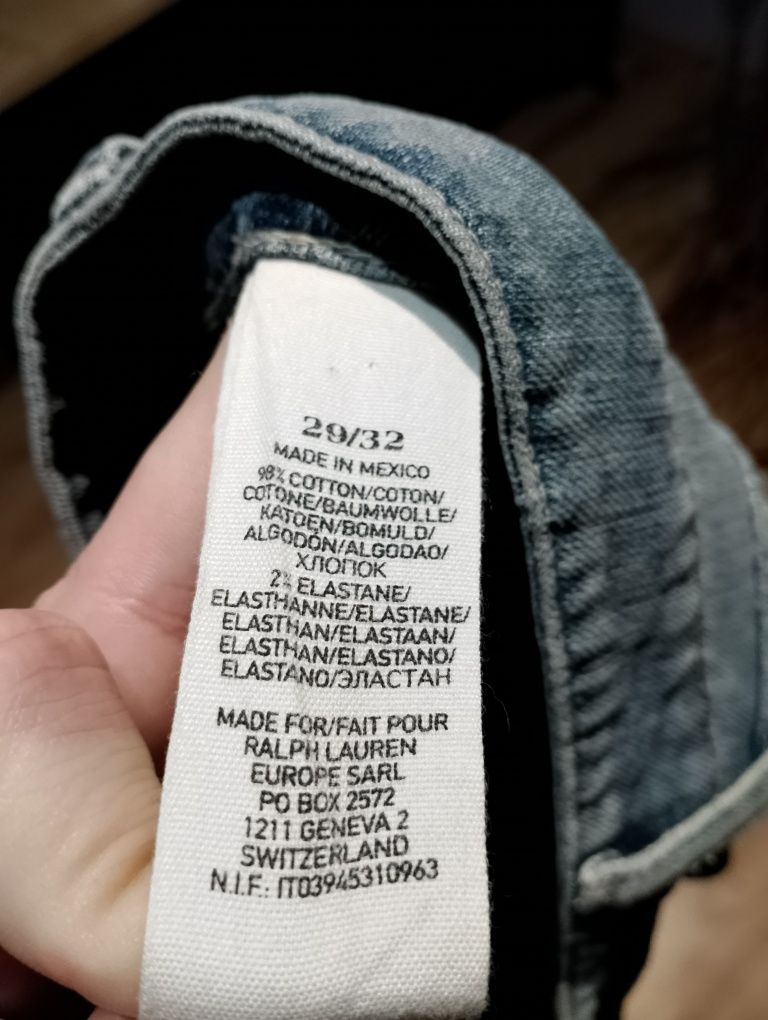 29/32
MADE IN MEXICO
98% COTTON/COTON/
COTONE/BAUMWOLLE/
KATOEN/BOMULD/
ALGODÓN/ALGODAO/
ХЛОПОК
2% ELASTANE/
ELASTHANNE/ELASTANE/
ELASTHAN/ELASTAAN/
ELASTHAN/ELASTANO/
ELASTANO/ЭЛАСТАН
MADE FOR/FAIT POUR
RALPH LAUREN
EUROPE SARL
PO BOX 2572
1211 GENEVA 2
SWITZERLAND
N.I.F.: IT03945310963